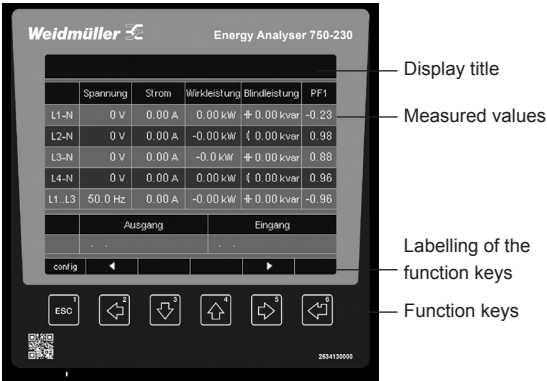 Weidmüller Energy Analyser 750-230
Display title
Spannung Strom Wirkleistung Blindleistung PF1
L1-N 0 V 0.00 A 0.00 kW 0.00 kvar -0.23
Measured values
L2-N 0 V 0.00 A -0.00 kW 0.00 kvar 0.98
L3-N 0 V 0.00 A -0.0 kW 0.00 kvar 0.88
L4-N 0 V 0.00 A 0.00 kW 0.00 kvar 0.96
L1..L3 50.0 Hz 0.00 A -0.00 kW 0.00 kvar -0.96
Ausgang Eingang
Labelling of the
function keys
config
ESC 1 2 3 4 5 6
Function keys
2534130000